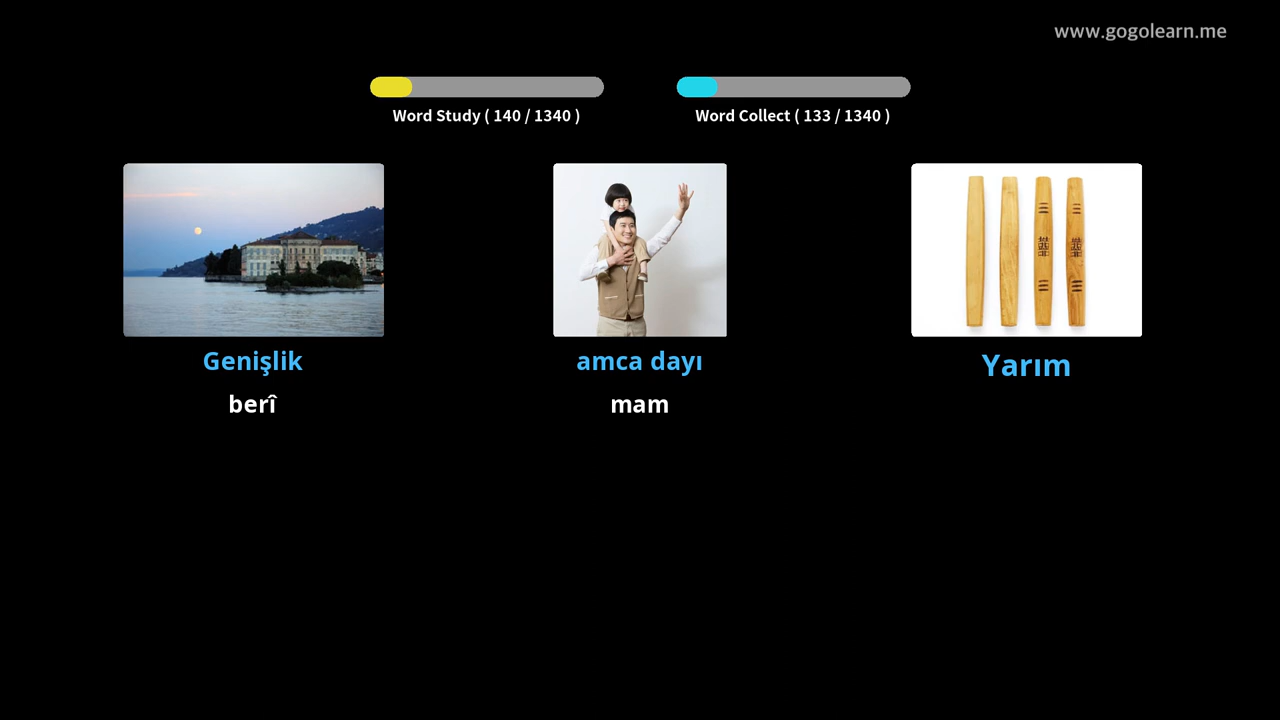 www.gogolearn.me
Word Study ( 140 / 1340 )
Word Collect ( 133 / 1340 )
Genişlik
berî
amca dayı
mam
Yarım